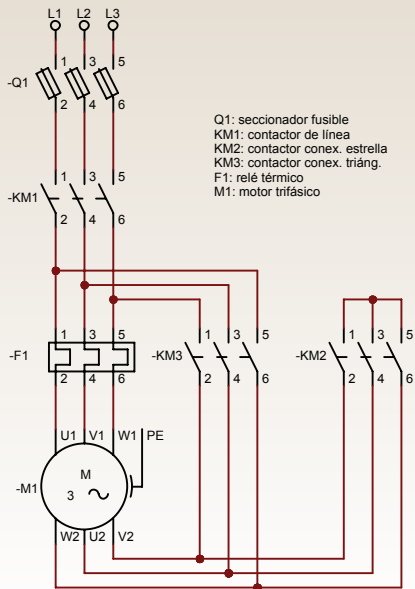 L1 L2 L3
1 3 5
-Q1
2 4 6
Q1: seccionador fusible
KM1: contactor de línea
KM2: contactor conex. estrella
KM3: contactor conex. triáng.
F1: relé térmico
M1: motor trifásico
1 3 5
-KM1
2 4 6
1 3 5
-F1
2 4 6
1 3 5
-KM3
2 4 6
1 3 5
-KM2
2 4 6
U1 V1 W1 PE
M
-M1
3
W2 U2 V2